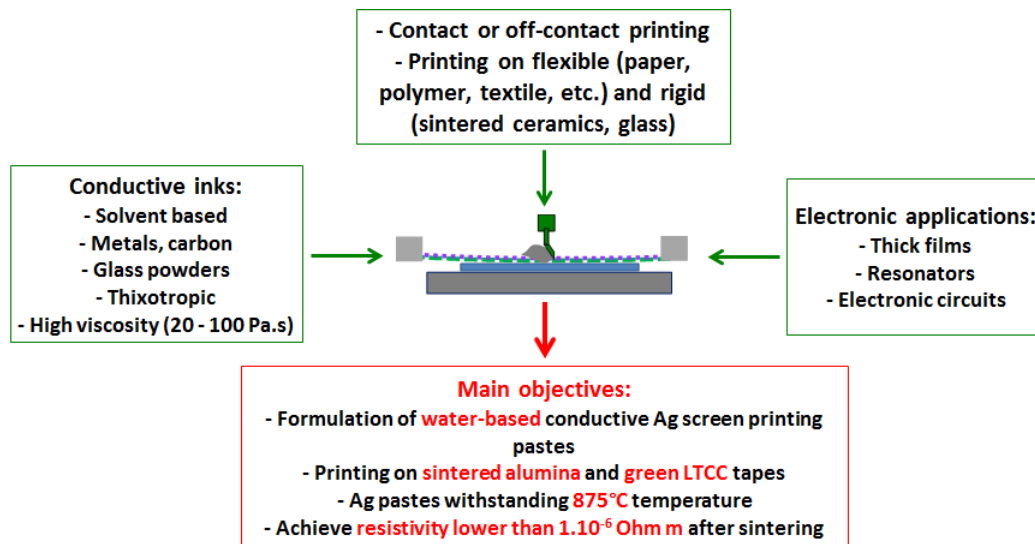 - Contact or off-contact printing
- Printing on flexible (paper,
polymer, textile, etc.) and rigid
(sintered ceramics, glass)
Conductive inks:
- Solvent based
- Metals, carbon
- Glass powders
- Thixotropic
- High viscosity (20 - 100 Pa.s)
Electronic applications:
- Thick films
- Resonators
- Electronic circuits
Main objectives:
- Formulation of water-based conductive Ag screen printing
pastes
- Printing on sintered alumina and green LTCC tapes
- Ag pastes withstanding 875°C temperature
- Achieve resistivity lower than 1.10⁻⁶ Ohm m after sintering